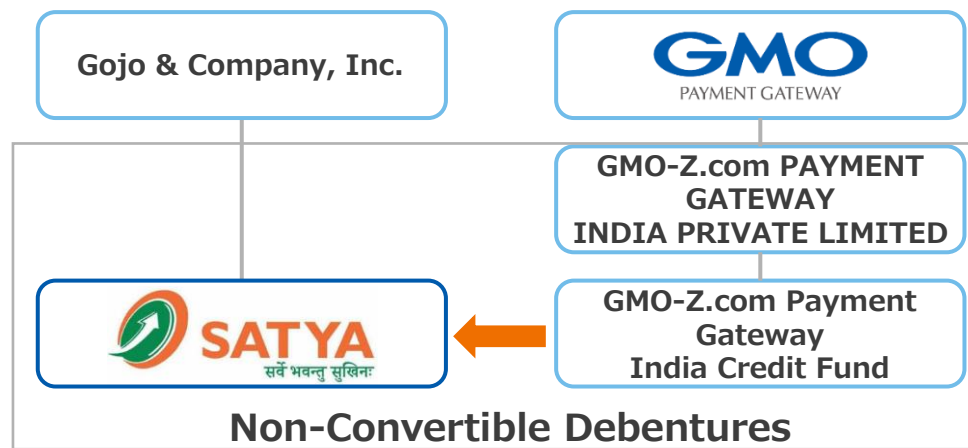 Gojo & Company, Inc.
GMO
PAYMENT GATEWAY
GMO-Z.com PAYMENT
GATEWAY
INDIA PRIVATE LIMITED
SATYA
सर्वे भवन्तु सुखिनः
GMO-Z.com Payment
Gateway
India Credit Fund
Non-Convertible Debentures